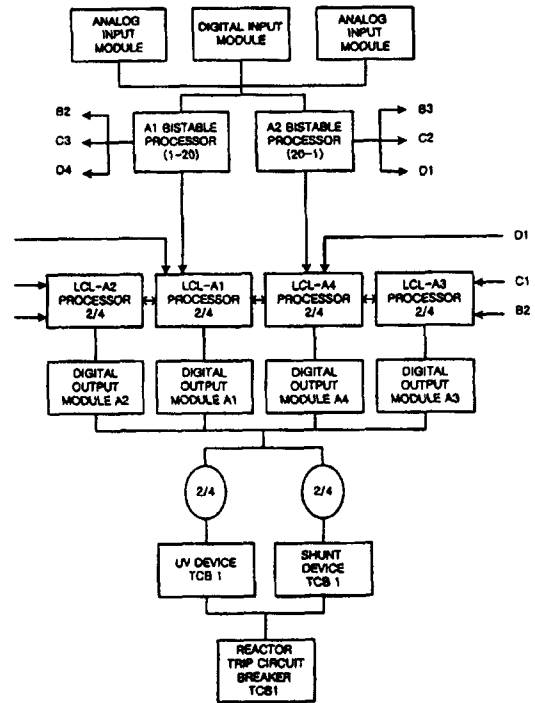 ANALOG
INPUT
MODULE
DIGITAL INPUT
MODULE
ANALOG
INPUT
MODULE
B2
C3
D4
A1 BISTABLE
PROCESSOR
(1-20)
A2 BISTABLE
PROCESSOR
(20-1)
B3
C2
D1
D1
LCL-A2
PROCESSOR
2/4
LCL-A1
PROCESSOR
2/4
LCL-A4
PROCESSOR
2/4
LCL-A3
PROCESSOR
2/4
C1
B2
DIGITAL
OUTPUT
MODULE A2
DIGITAL
OUTPUT
MODULE A1
DIGITAL
OUTPUT
MODULE A4
DIGITAL
OUTPUT
MODULE A3
2/4
2/4
UV DEVICE
TCB 1
SHUNT
DEVICE
TCB 1
REACTOR
TRIP CIRCUIT
BREAKER
TCB1